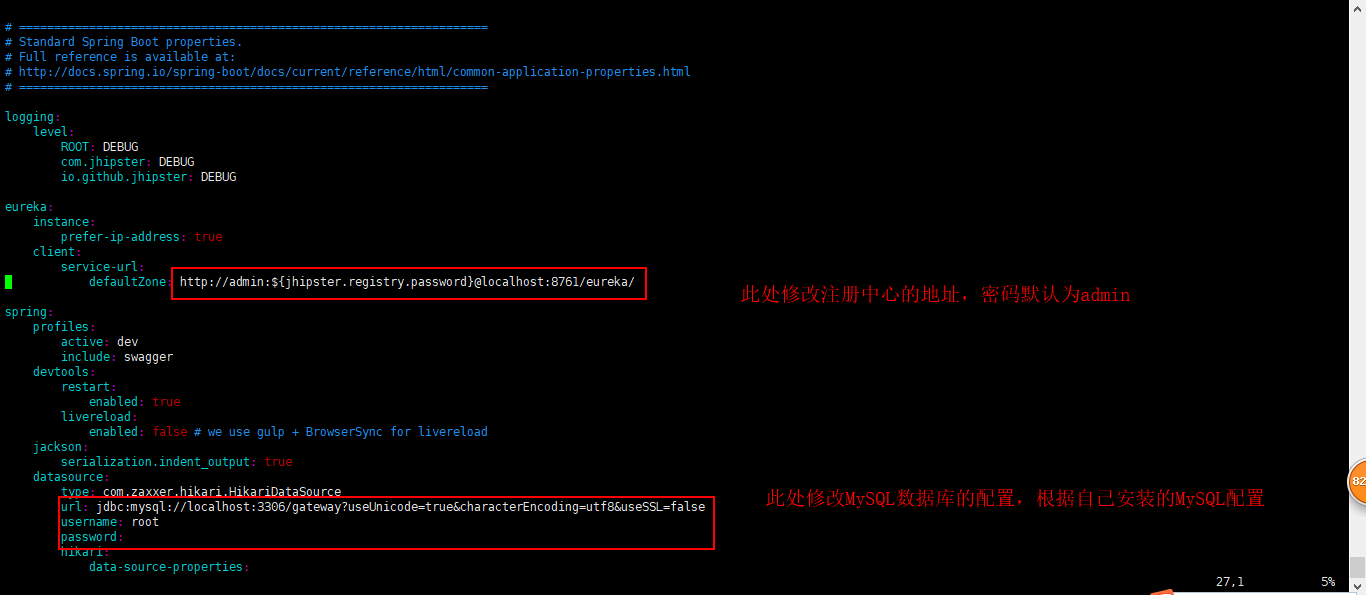 # ===================================================================
# Standard Spring Boot properties.
# Full reference is available at:
# http://docs.spring.io/spring-boot/docs/current/reference/html/common-application-properties.html
# ===================================================================
logging:
level:
ROOT: DEBUG
com.jhipster: DEBUG
io.github.jhipster: DEBUG
eureka:
instance:
prefer-ip-address: true
client:
service-url:
defaultZone: http://admin:${jhipster.registry.password}@localhost:8761/eureka/
此处修改注册中心的地址，密码默认为admin
spring:
profiles:
active: dev
include: swagger
devtools:
restart:
enabled: true
livereload:
enabled: false # we use gulp + BrowserSync for livereload
jackson:
serialization.indent_output: true
datasource:
type: com.zaxxer.hikari.HikariDataSource
此处修改MySQL数据库的配置，根据自己安装的MySQL配置
url: jdbc:mysql://localhost:3306/gateway?useUnicode=true&characterEncoding=utf8&useSSL=false
username: root
password:
hikari:
data-source-properties:
27,1 5%
82